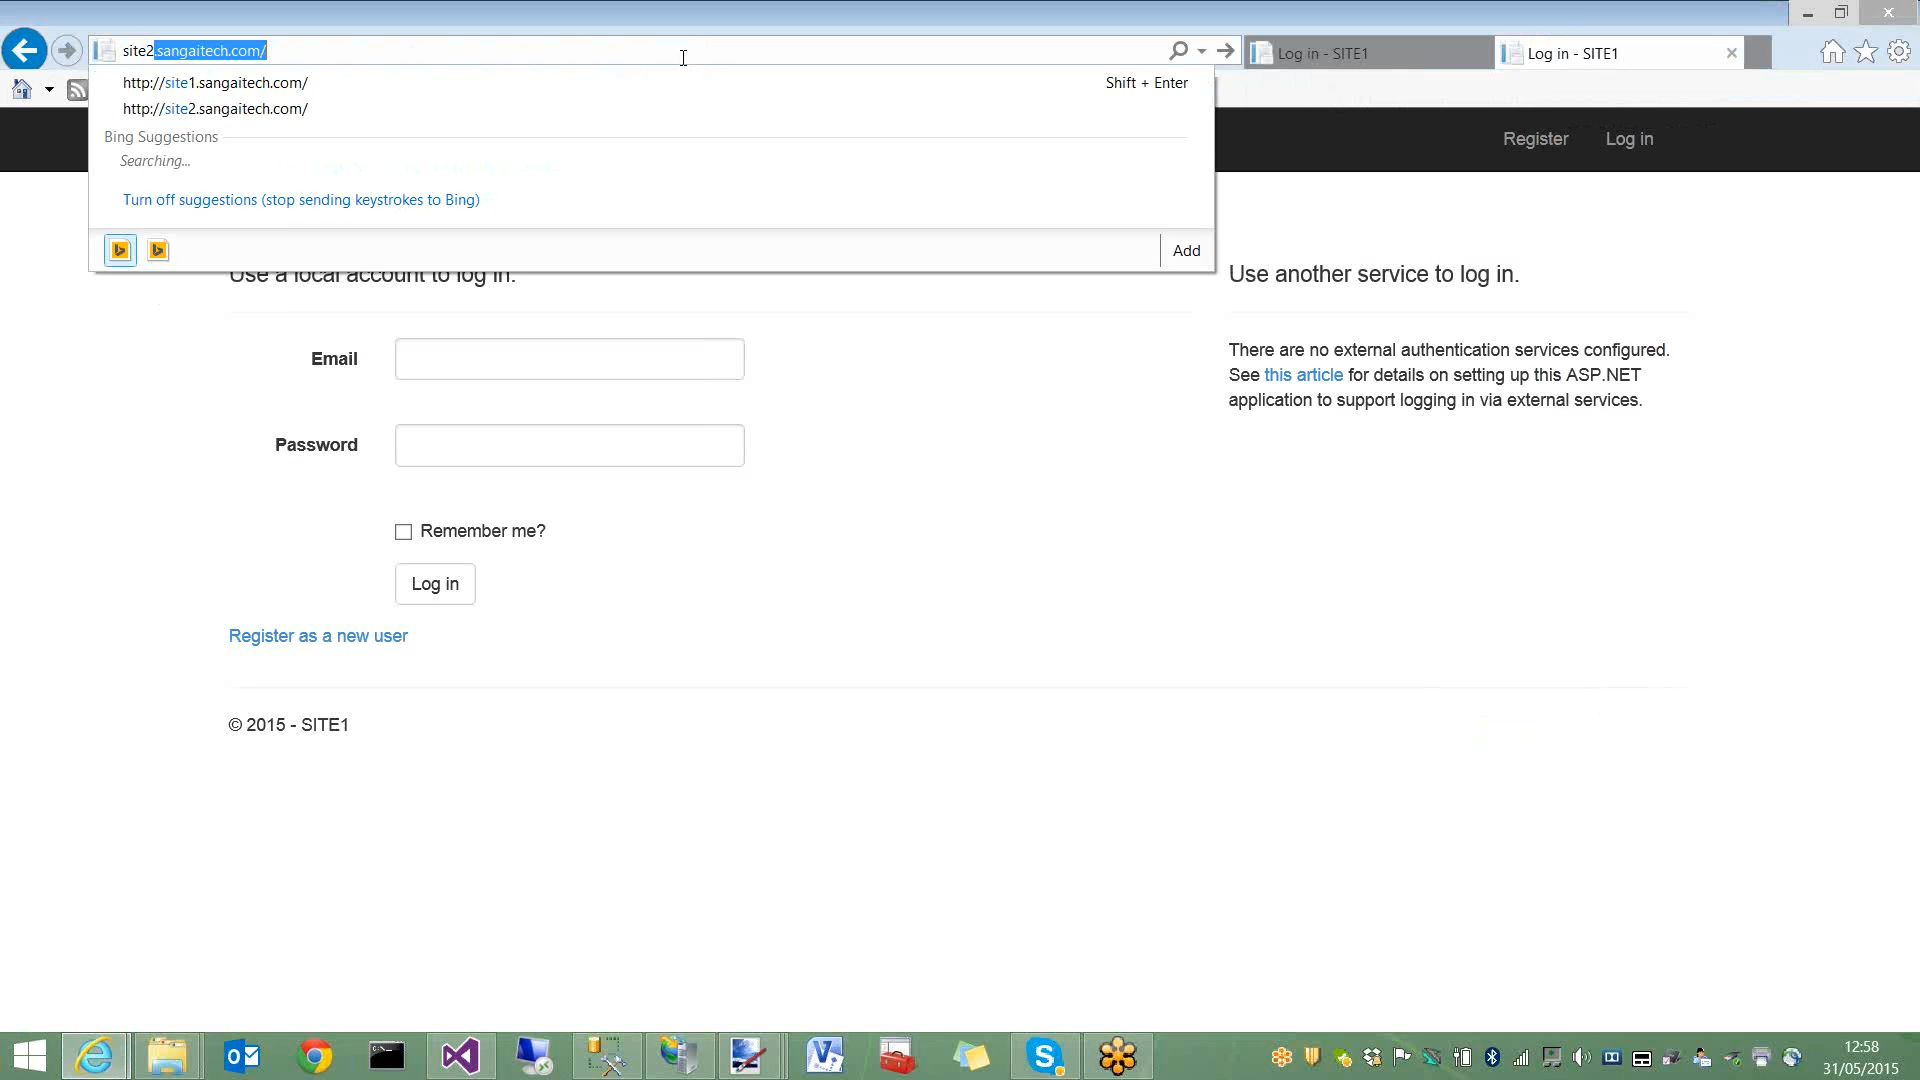 site2.sangaitech.com/
Log in - SITE1
Log in - SITE1
http://site1.sangaitech.com/
Shift + Enter
http://site2.sangaitech.com/
Bing Suggestions
Searching...
Turn off suggestions (stop sending keystrokes to Bing)
Add
Register
Log in
Use a local account to log in.
Use another service to log in.
Email
Password
Remember me?
Log in
Register as a new user
There are no external authentication services configured.
See this article for details on setting up this ASP.NET
application to support logging in via external services.
© 2015 - SITE1
12:58
31/05/2015